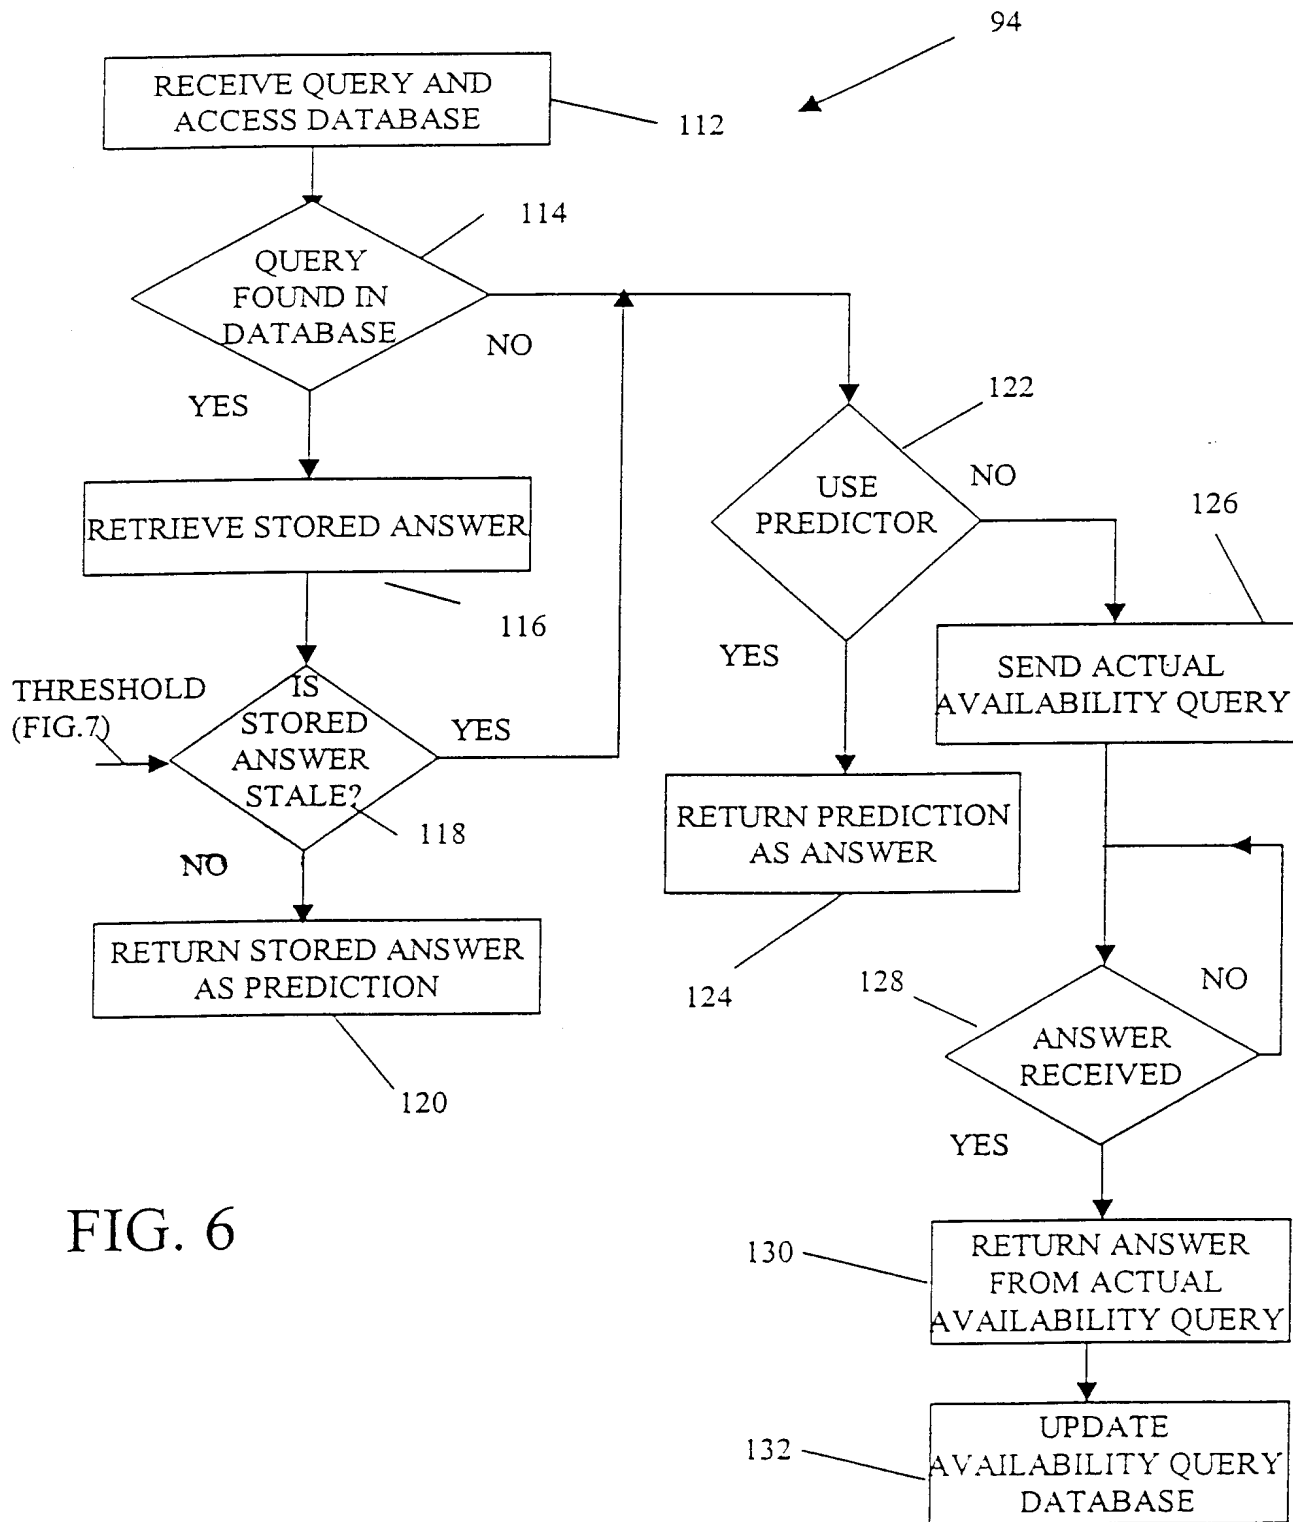 94
RECEIVE QUERY AND
ACCESS DATABASE
112
114
QUERY
FOUND IN
DATABASE
NO
YES
122
USE
PREDICTOR
NO
RETRIEVE STORED ANSWER
116
126
THRESHOLD
(FIG.7)
IS
STORED
ANSWER
STALE?
YES
118
NO
YES
SEND ACTUAL
AVAILABILITY QUERY
RETURN PREDICTION
AS ANSWER
124
RETURN STORED ANSWER
AS PREDICTION
120
128
ANSWER
RECEIVED
NO
YES
FIG. 6
130
RETURN ANSWER
FROM ACTUAL
AVAILABILITY QUERY
132
UPDATE
AVAILABILITY QUERY
DATABASE